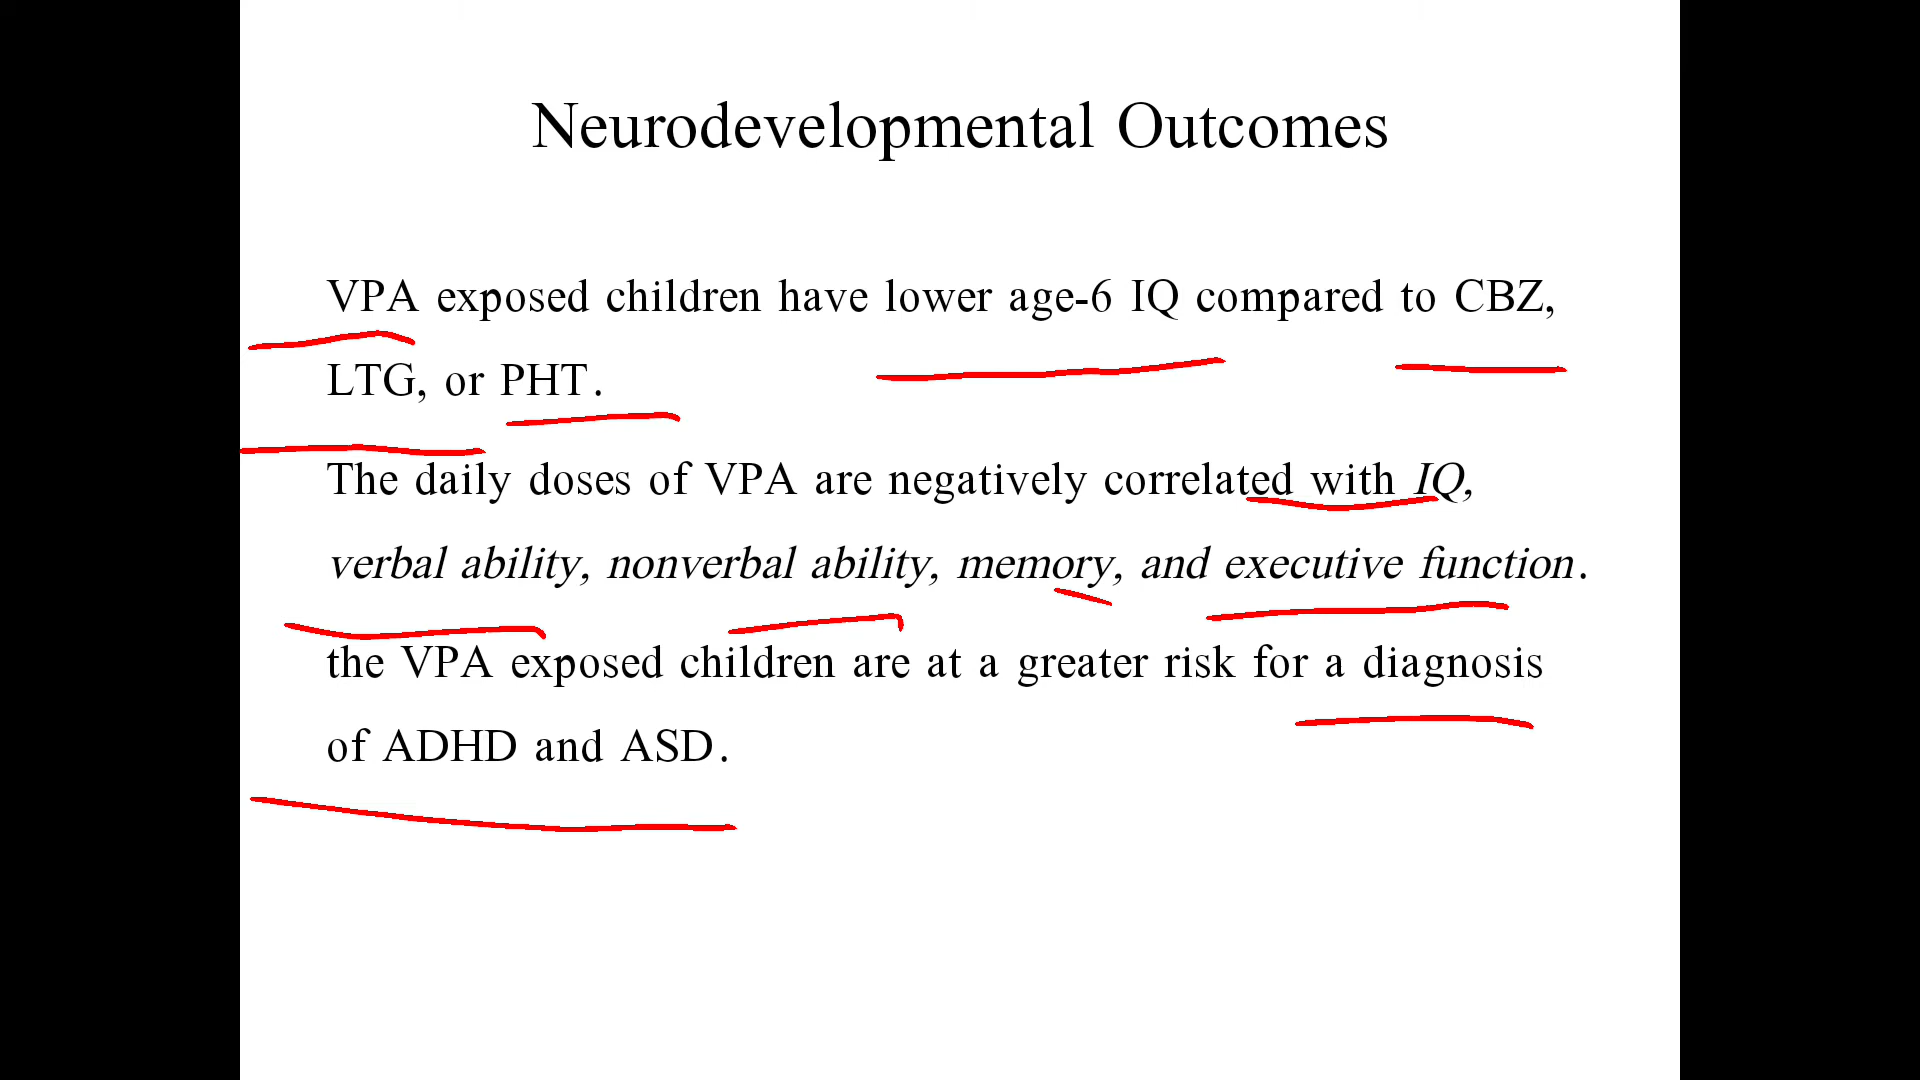 Neurodevelopmental Outcomes
VPA exposed children have lower age-6 IQ compared to CBZ,
LTG, or PHT.
The daily doses of VPA are negatively correlated with IQ,
verbal ability, nonverbal ability, memory, and executive function.
the VPA exposed children are at a greater risk for a diagnosis
of ADHD and ASD.